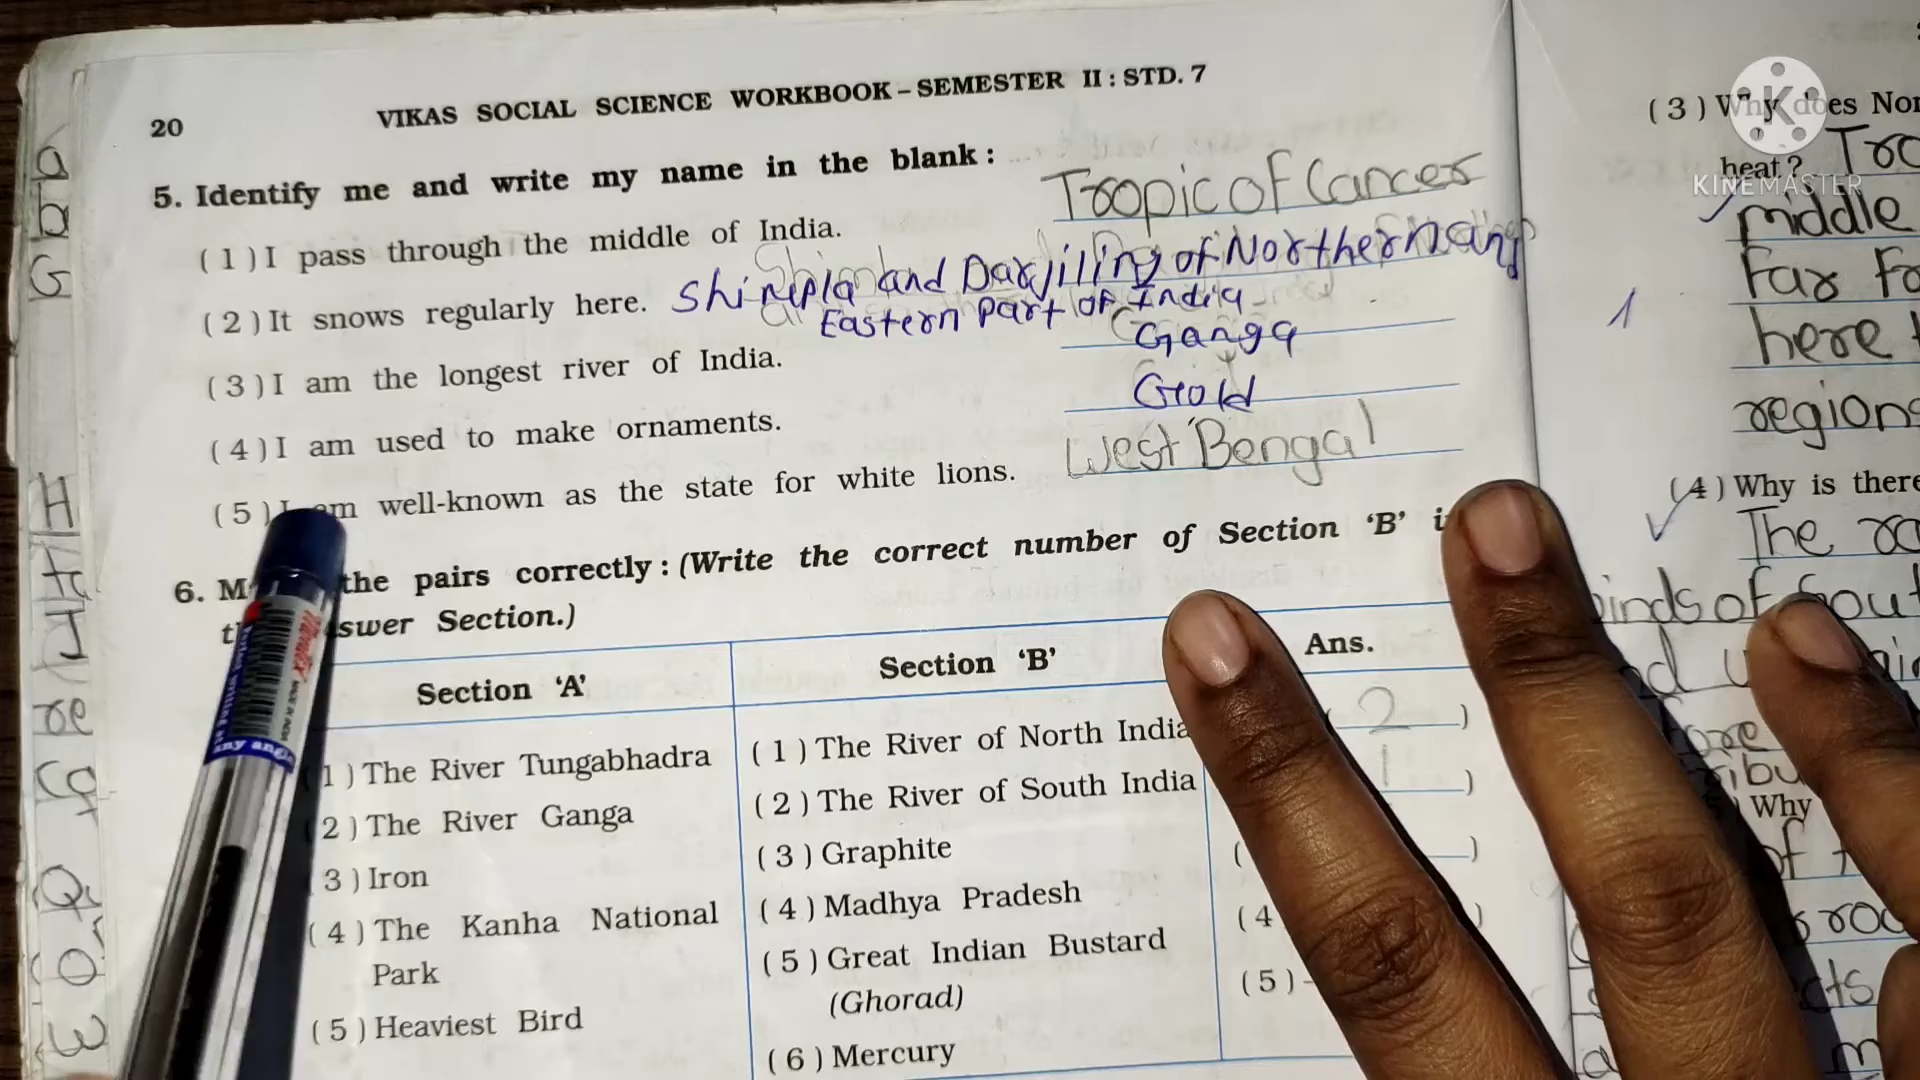 20 VIKAS SOCIAL SCIENCE WORKBOOK – SEMESTER II : STD. 7
5. Identify me and write my name in the blank :
(1) I pass through the middle of India. Tropic of Cancer
(2) It snows regularly here. Shimla and Darjiling of Northern and
Eastern part of India
(3) I am the longest river of India. Ganga
(4) I am used to make ornaments. Gold
(5) I am well-known as the state for white lions. West Bengal
6. the pairs correctly : (Write the correct number of Section 'B'
Section.)
Section 'A' Section 'B' Ans.
1) The River Tungabhadra (1) The River of North India 2 )
2) The River Ganga (2) The River of South India 1 )
3) Iron (3) Graphite ( )
(4) The Kanha National (4) Madhya Pradesh (4 )
Park
(5) Heaviest Bird (5) Great Indian Bustard (5)
(Ghorad)
(6) Mercury
(3) Why does
heat?
middle
Far
here
regions
1
(4) Why is there
The
Why
of
KINEMASTER